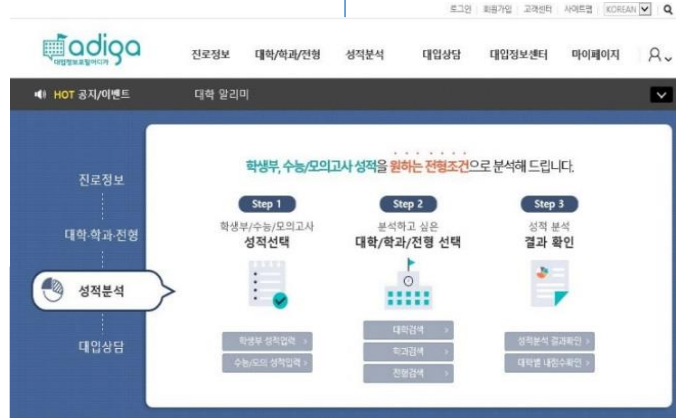 로그인 회원가입 고객센터 사이트맵 KOREAN
adiga
대입정보포털어디가
진로정보 대학/학과/전형 성적분석 대입상담 대입정보센터 마이페이지
HOT 공지/이벤트 대학 알리미
학생부, 수능/모의고사 성적을 원하는 전형조건으로 분석해 드립니다.
진로정보
대학·학과·전형
성적분석
대입상담
Step 1
학생부/수능/모의고사
성적선택
학생부 성적입력 >
수능/모의 성적입력 >
Step 2
분석하고 싶은
대학/학과/전형 선택
대학검색 >
학과검색 >
전형검색 >
Step 3
성적 분석
결과 확인
성적분석 결과확인 >
대학별 내점수확인 >